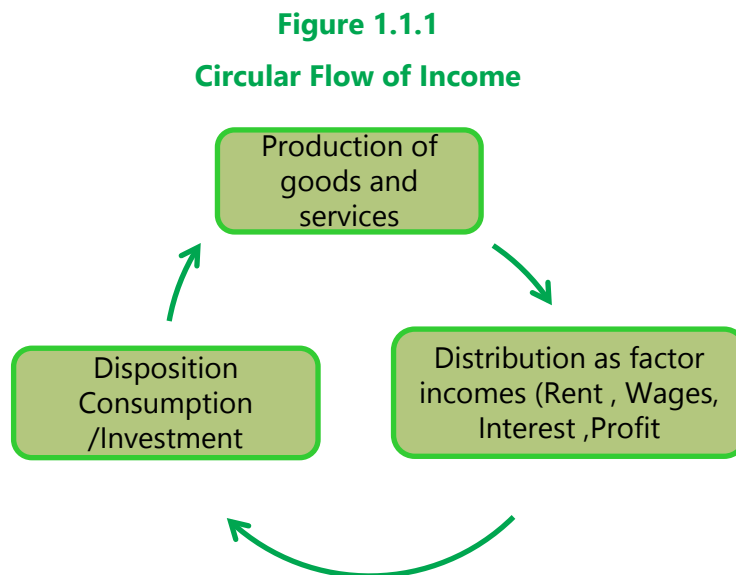 Figure 1.1.1
Circular Flow of Income
Production of
goods and
services
Disposition
Consumption
/Investment
Distribution as factor
incomes (Rent , Wages,
Interest ,Profit